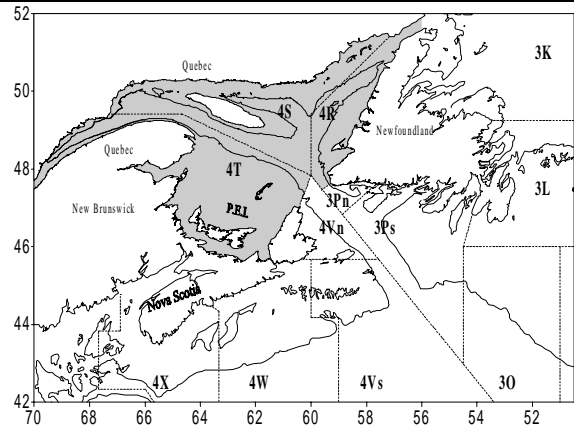 52
3K
Quebec
50
4S
4R
Newfoundland
Quebec
48
4T
3L
3Pn
New Brunswick
P.E.I.
4Vn
3Ps
46
Nova Scotia
44
42
4X
4W
4Vs
3O
70
68
66
64
62
60
58
56
54
52